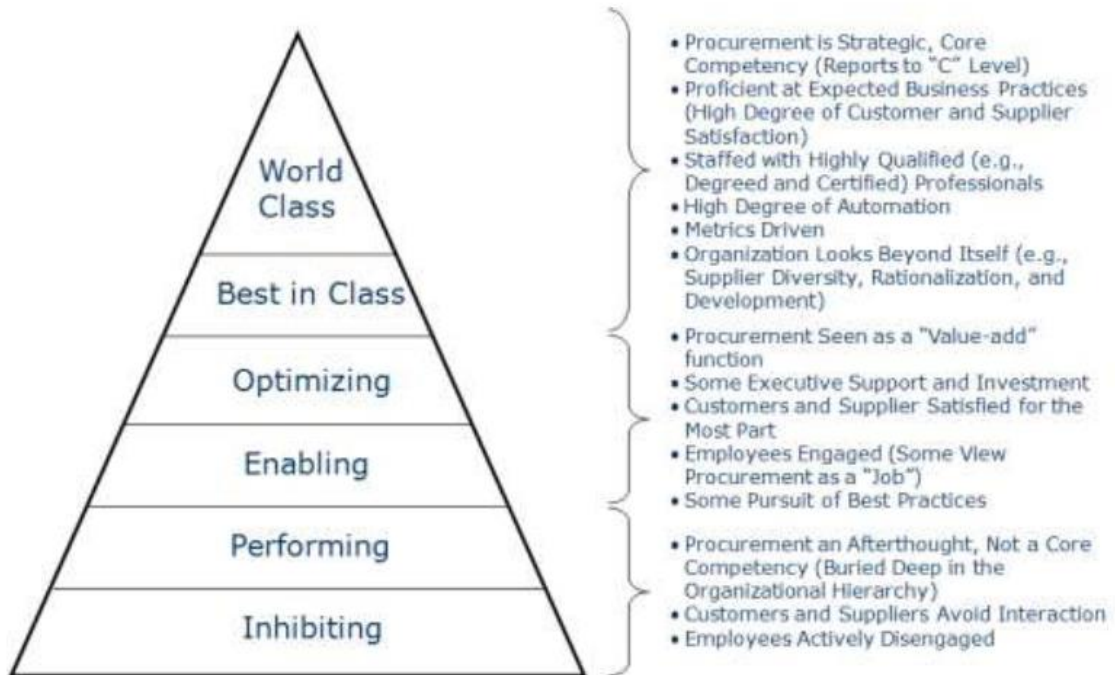 World
Class
Best in Class
Optimizing
Enabling
Performing
Inhibiting
• Procurement is Strategic, Core
Competency (Reports to "C" Level)
• Proficient at Expected Business Practices
(High Degree of Customer and Supplier
Satisfaction)
• Staffed with Highly Qualified (e.g.,
Degreed and Certified) Professionals
• High Degree of Automation
• Metrics Driven
• Organization Looks Beyond Itself (e.g.,
Supplier Diversity, Rationalization, and
Development)
• Procurement Seen as a "Value-add"
function
• Some Executive Support and Investment
• Customers and Supplier Satisfied for the
Most Part
• Employees Engaged (Some View
Procurement as a "Job")
• Some Pursuit of Best Practices
• Procurement an Afterthought, Not a Core
Competency (Buried Deep in the
Organizational Hierarchy)
• Customers and Suppliers Avoid Interaction
• Employees Actively Disengaged